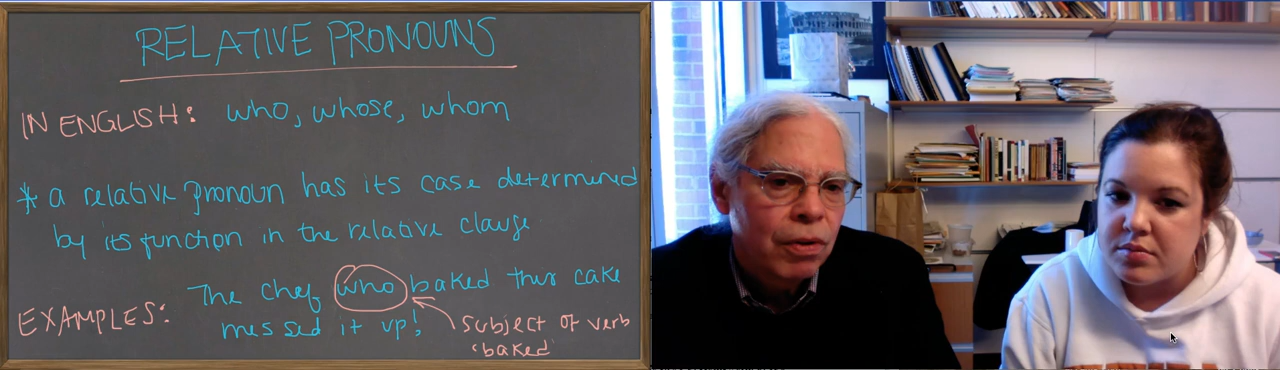 RELATIVE PRONOUNS
IN ENGLISH: who, whose, whom
* a relative pronoun has its case determined
by its function in the relative clause
EXAMPLES: The chef who baked this cake
messed it up!
subject of verb
'baked'